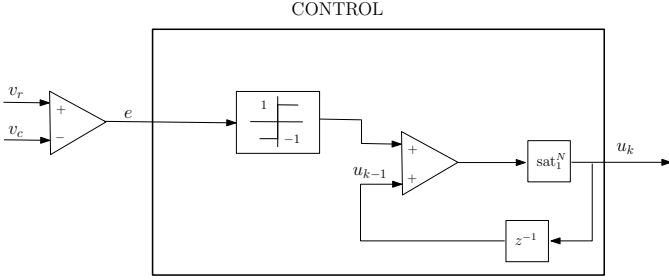 CONTROL
v_r
+
e
1
−1
v_c
−
+
u_{k−1}
+
sat_1^N
u_k
z^{−1}